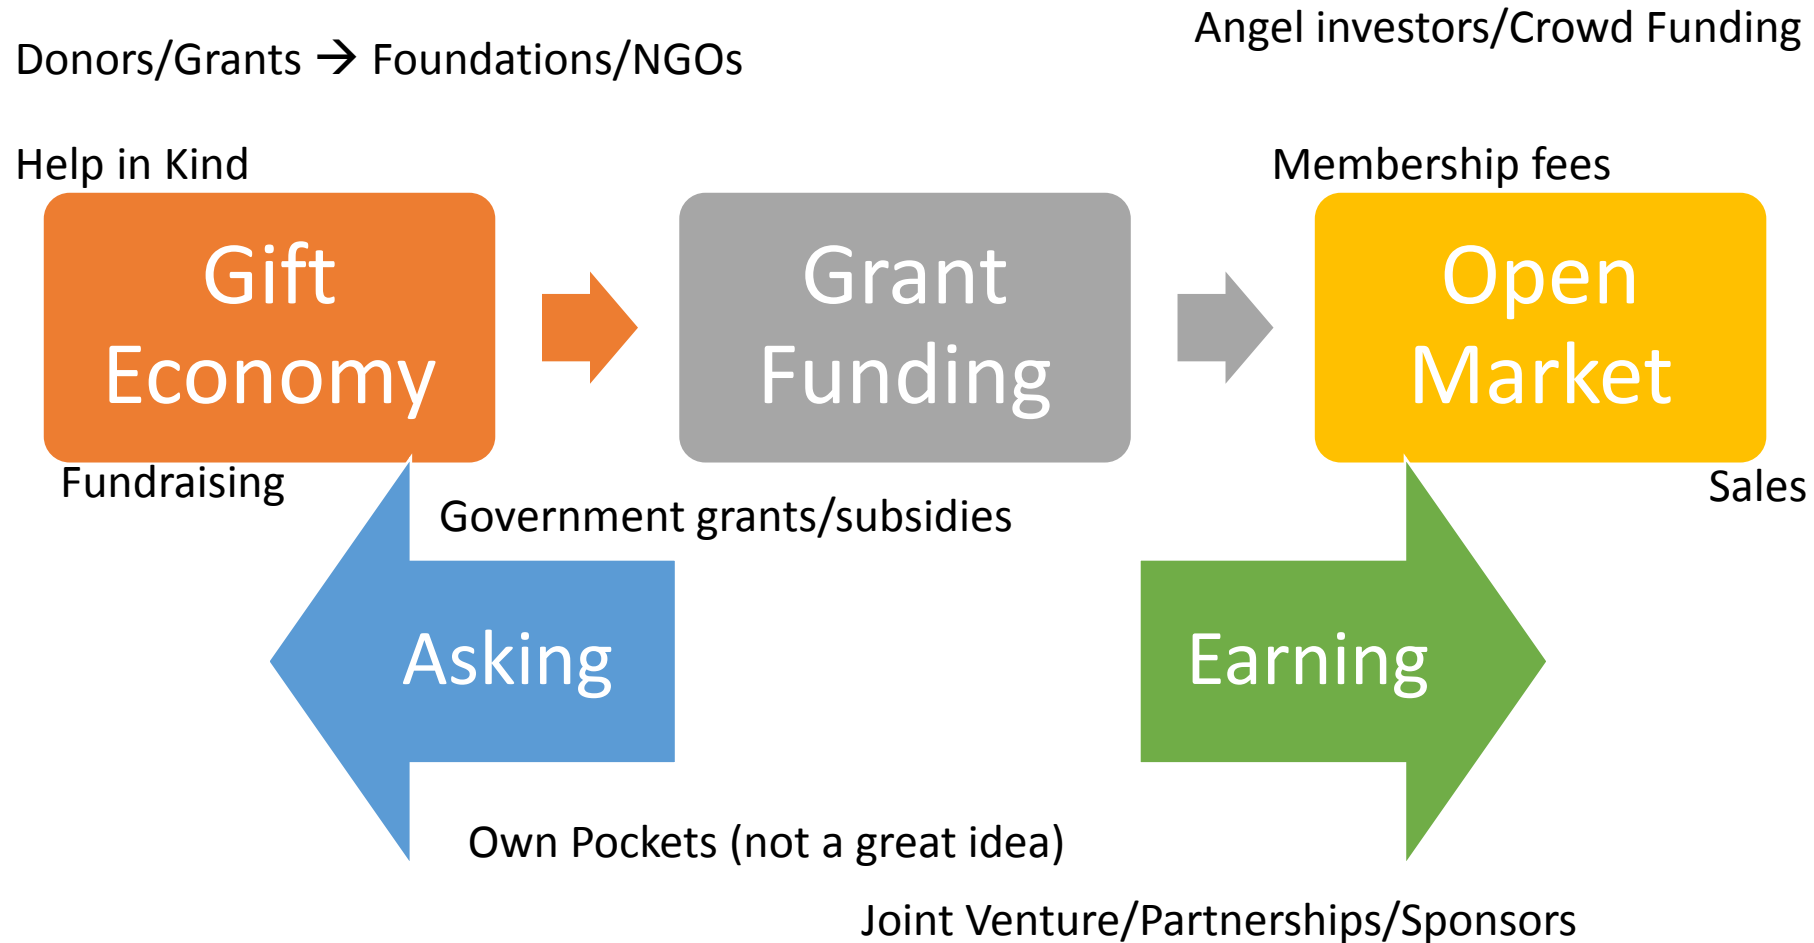 Angel investors/Crowd Funding
Donors/Grants → Foundations/NGOs
Help in Kind
Membership fees
Gift
Economy
Grant
Funding
Open
Market
Fundraising
Sales
Government grants/subsidies
Asking
Earning
Own Pockets (not a great idea)
Joint Venture/Partnerships/Sponsors